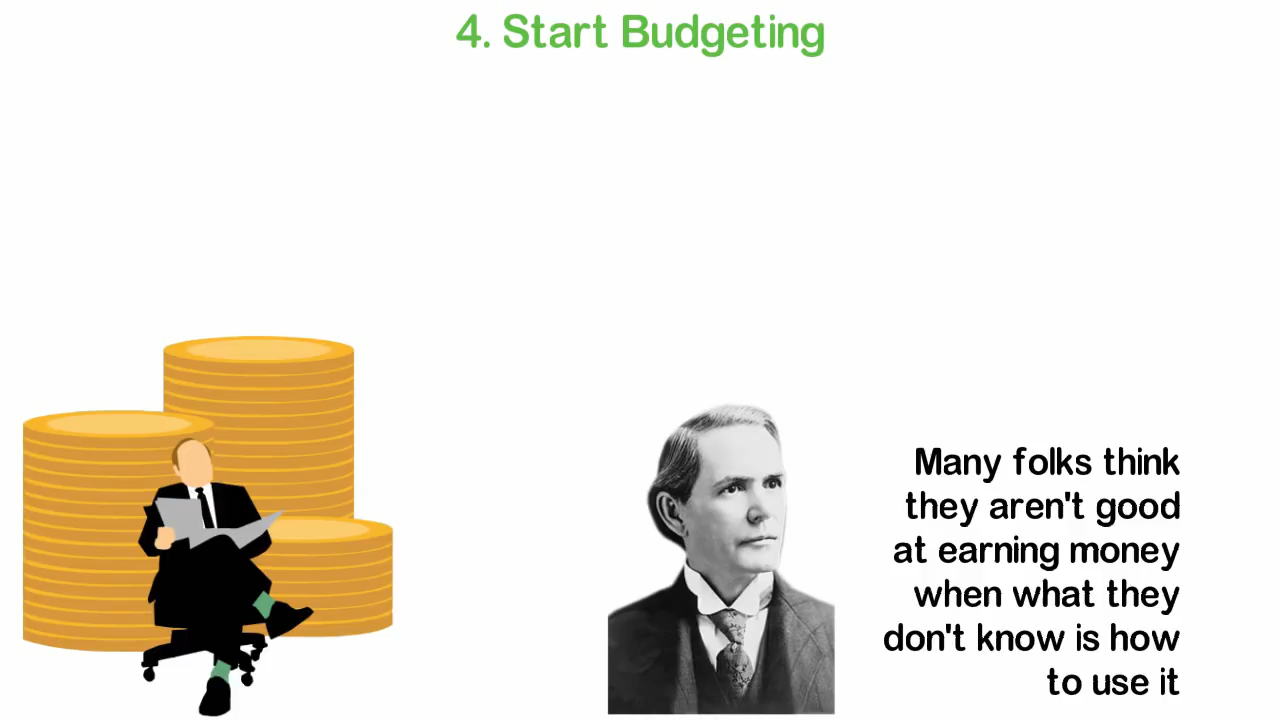 4. Start Budgeting
Many folks think
they aren't good
at earning money
when what they
don't know is how
to use it